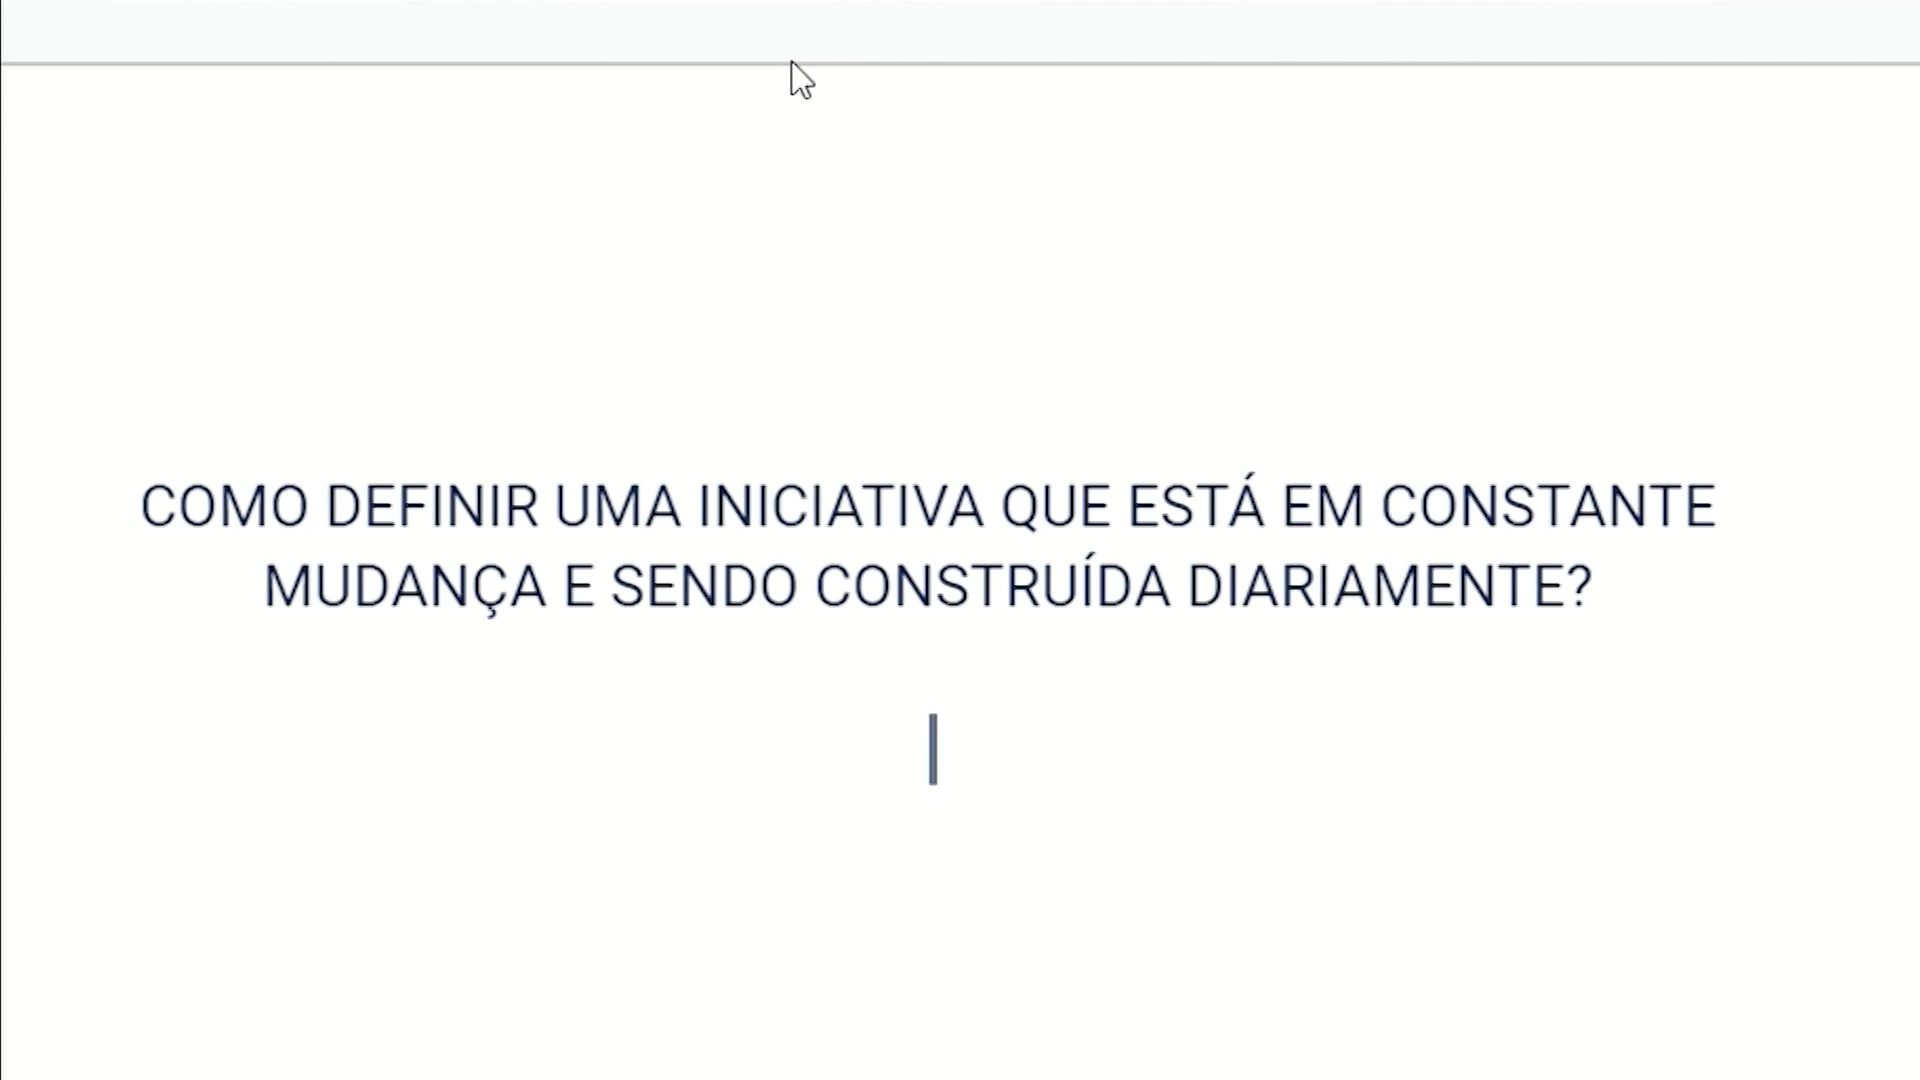 COMO DEFINIR UMA INICIATIVA QUE ESTÁ EM CONSTANTE
MUDANÇA E SENDO CONSTRUÍDA DIARIAMENTE?